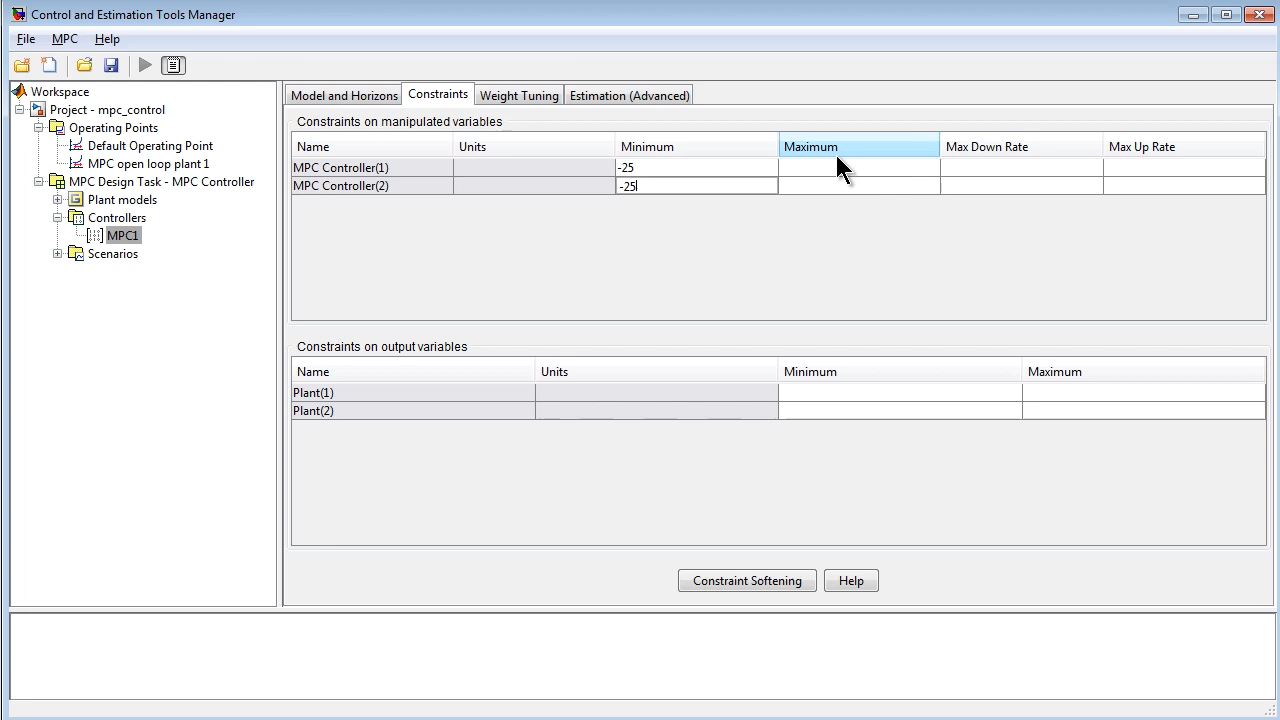 Control and Estimation Tools Manager
File MPC Help
Workspace
Project - mpc_control
Operating Points
Default Operating Point
MPC open loop plant 1
MPC Design Task - MPC Controller
Plant models
Controllers
MPC1
Scenarios
Model and Horizons Constraints Weight Tuning Estimation (Advanced)
Constraints on manipulated variables
Name Units Minimum Maximum Max Down Rate Max Up Rate
MPC Controller(1) -25
MPC Controller(2) -25
Constraints on output variables
Name Units Minimum Maximum
Plant(1)
Plant(2)
Constraint Softening Help